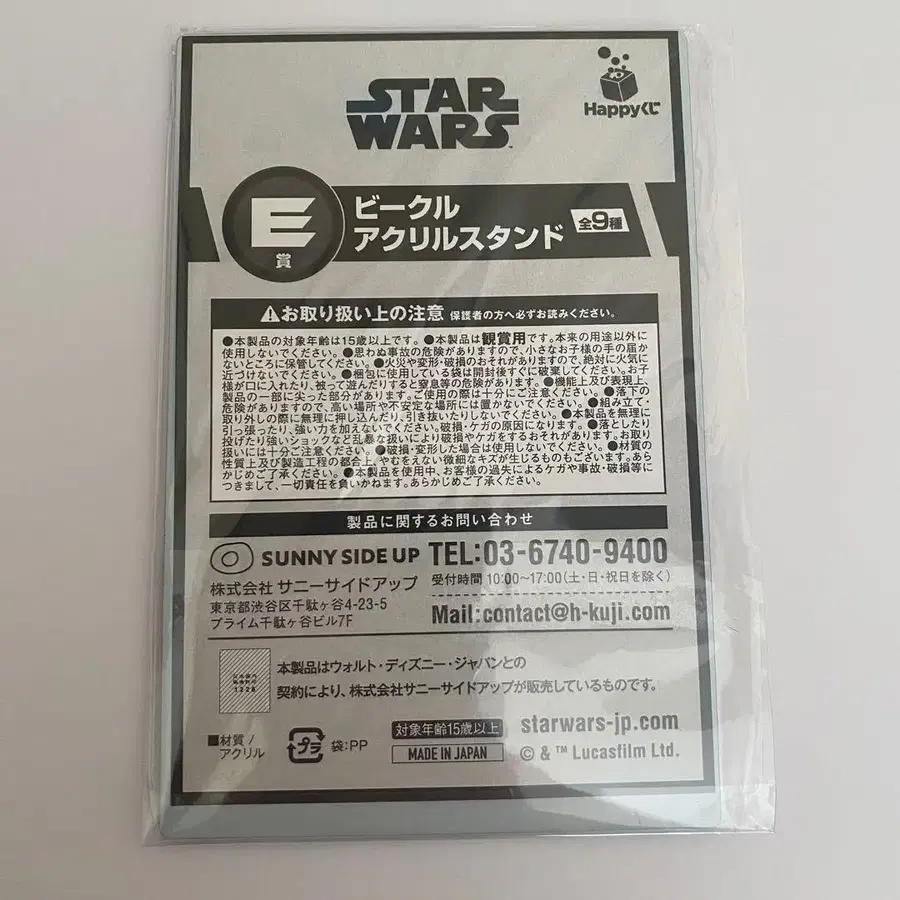 STAR
WARS™
Happyくじ
E
賞
ビークル
アクリルスタンド
全9種
⚠お取り扱い上の注意 保護者の方へ必ずお読みください。
●本製品の対象年齢は15歳以上です。●本製品は観賞用です。本来の用途以外に
使用しないでください。●思わぬ事故の危険がありますので、小さなお子様の手の届か
ないところに保管してください。●火災や変形・破損のおそれがありますので、絶対に火気に
近づけないでください。●梱包に使用している袋は開封後すぐに破棄してください。お子
様が口に入れたり、被って遊んだりすると窒息等の危険があります。●機能上及び表現上、
製品の一部に尖った部分があります。ご使用の際は十分にご注意ください。●落下の
危険がありますので、高い場所や不安定な場所には置かないでください。●組み立て・
取り外しの際に無理に押し込んだり、引き抜いたりしないでください。●本製品を無理に
引っ張ったり、強い力を加えないでください。破損・ケガの原因になります。●落としたり
投げたり強いショックなど乱暴な扱いにより破損やケガをするおそれがあります。お取り
扱いには十分ご注意ください。●破損・変形した場合は使用しないでください。●材質の
性質上及び製造工程の都合上、やむをえない微細なキズが生じるものもございます。あら
かじめご了承ください。●本製品を使用中、お客様の過失によるケガや事故・破損等に
つきまして、一切責任を負いかねます。あらかじめご了承ください。
製品に関するお問い合わせ
SUNNY SIDE UP
株式会社 サニーサイドアップ
東京都渋谷区千駄ヶ谷4-23-5
プライム千駄ヶ谷ビル7F
TEL:03-6740-9400
受付時間 10:00〜17:00(土・日・祝日を除く)
Mail:contact@h-kuji.com
本製品はウォルト・ディズニー・ジャパンとの
契約により、株式会社サニーサイドアップが販売しているものです。
1228
■材質/
アクリル
プラ
袋:PP
対象年齢15歳以上
MADE IN JAPAN
starwars-jp.com
© & ™ Lucasfilm Ltd.